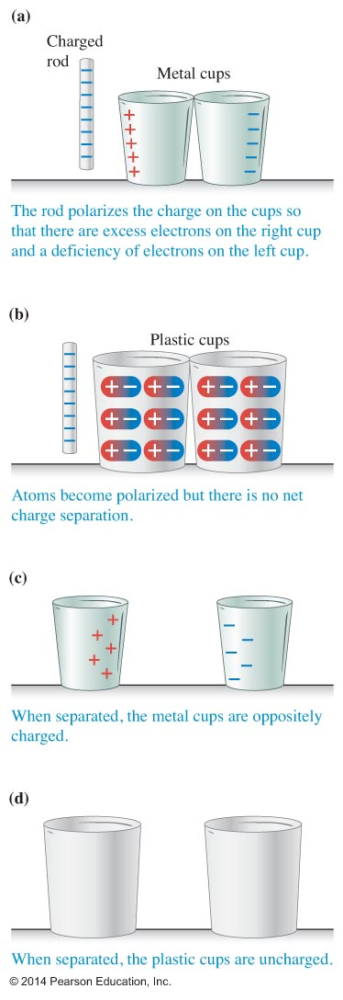 (a)
Charged
rod
Metal cups
The rod polarizes the charge on the cups so
that there are excess electrons on the right cup
and a deficiency of electrons on the left cup.
(b)
Plastic cups
Atoms become polarized but there is no net
charge separation.
(c)
When separated, the metal cups are oppositely
charged.
(d)
When separated, the plastic cups are uncharged.
© 2014 Pearson Education, Inc.